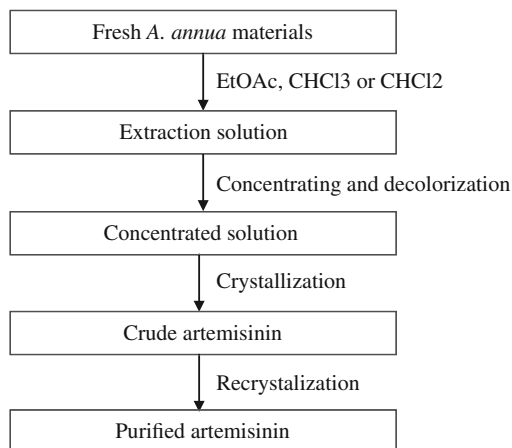 Fresh A. annua materials
EtOAc, CHCl3 or CHCl2
Extraction solution
Concentrating and decolorization
Concentrated solution
Crystallization
Crude artemisinin
Recrystalization
Purified artemisinin